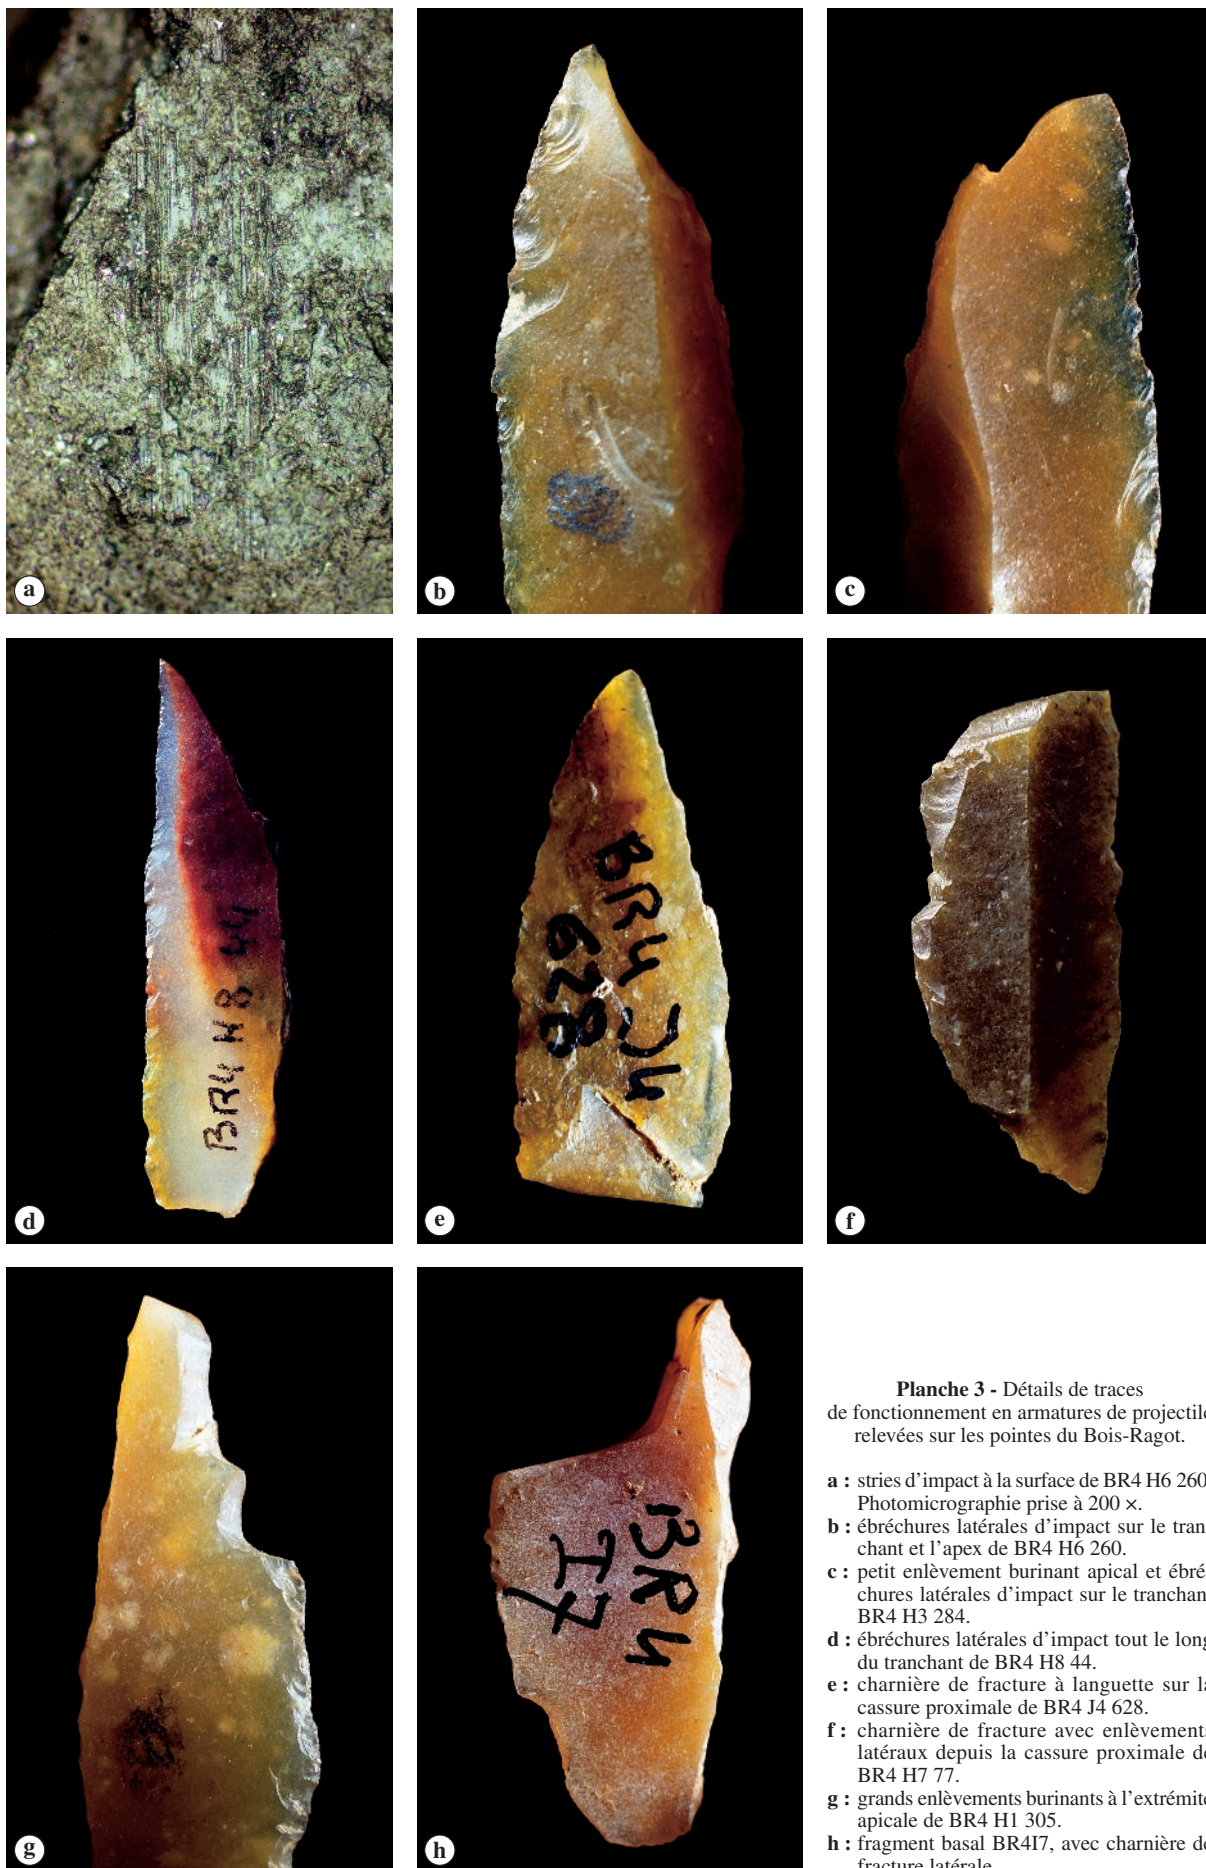 a
b
c
BR4 H8 44
d
BR4 J4
628
e
f
g
BR4
I7
h
Planche 3 - Détails de traces
de fonctionnement en armatures de projectile
relevées sur les pointes du Bois-Ragot.
a : stries d'impact à la surface de BR4 H6 260
Photomicrographie prise à 200 ×.
b : ébréchures latérales d'impact sur le tran-
chant et l'apex de BR4 H6 260.
c : petit enlèvement burinant apical et ébré
chures latérales d'impact sur le tranchan
BR4 H3 284.
d : ébréchures latérales d'impact tout le long
du tranchant de BR4 H8 44.
e : charnière de fracture à languette sur la
cassure proximale de BR4 J4 628.
f : charnière de fracture avec enlèvements
latéraux depuis la cassure proximale de
BR4 H7 77.
g : grands enlèvements burinants à l'extrémité
apicale de BR4 H1 305.
h : fragment basal BR4I7, avec charnière de
fracture latérale